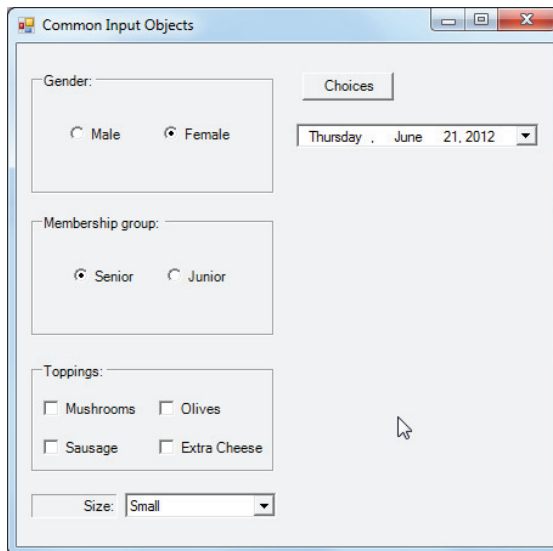 Common Input Objects
Gender:
Male Female
Choices
Thursday , June 21, 2012
Membership group:
Senior Junior
Toppings:
Mushrooms Olives
Sausage Extra Cheese
Size: Small